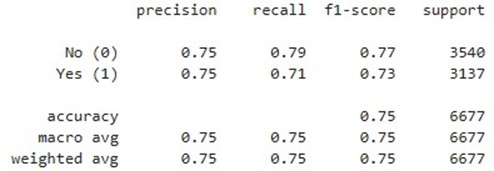 precision recall f1-score support
No (0) 0.75 0.79 0.77 3540
Yes (1) 0.75 0.71 0.73 3137
accuracy 0.75 6677
macro avg 0.75 0.75 0.75 6677
weighted avg 0.75 0.75 0.75 6677